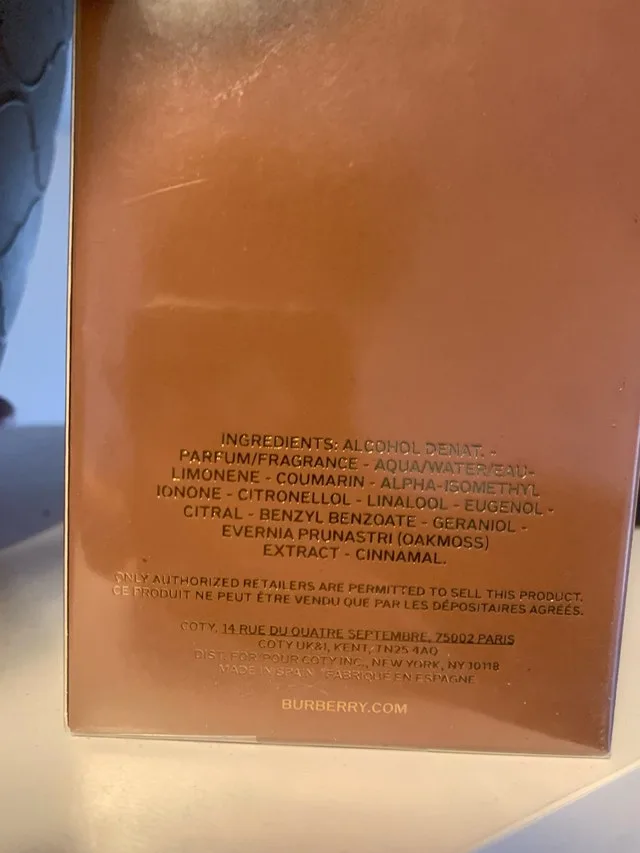 INGREDIENTS: ALCOHOL DENAT. -
PARFUM/FRAGRANCE - AQUA/WATER/EAU-
LIMONENE - COUMARIN - ALPHA-ISOMETHYL
IONONE - CITRONELLOL - LINALOOL - EUGENOL -
CITRAL - BENZYL BENZOATE - GERANIOL -
EVERNIA PRUNASTRI (OAKMOSS)
EXTRACT - CINNAMAL.
ONLY AUTHORIZED RETAILERS ARE PERMITTED TO SELL THIS PRODUCT.
CE PRODUIT NE PEUT ÊTRE VENDU QUE PAR LES DÉPOSITAIRES AGRÉÉS.
COTY, 14 RUE DU QUATRE SEPTEMBRE, 75002 PARIS
COTY UK&I, KENT, TN25 4AQ
DIST. FOR/POUR COTY INC., NEW YORK, NY 10118
MADE IN SPAIN - FABRIQUÉ EN ESPAGNE
BURBERRY.COM